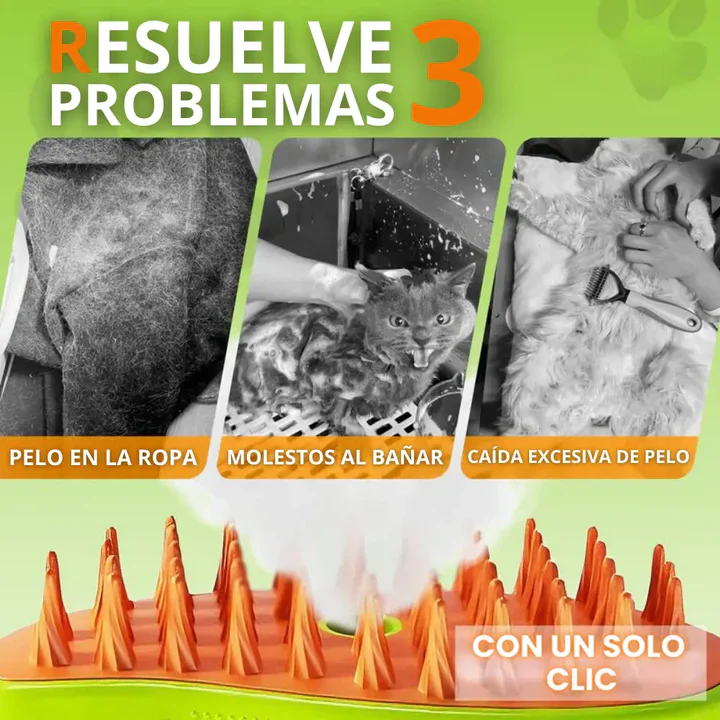 RESUELVE 3
PROBLEMAS
PELO EN LA ROPA
MOLESTOS AL BAÑAR
CAÍDA EXCESIVA DE PELO
CON UN SOLO
CLIC